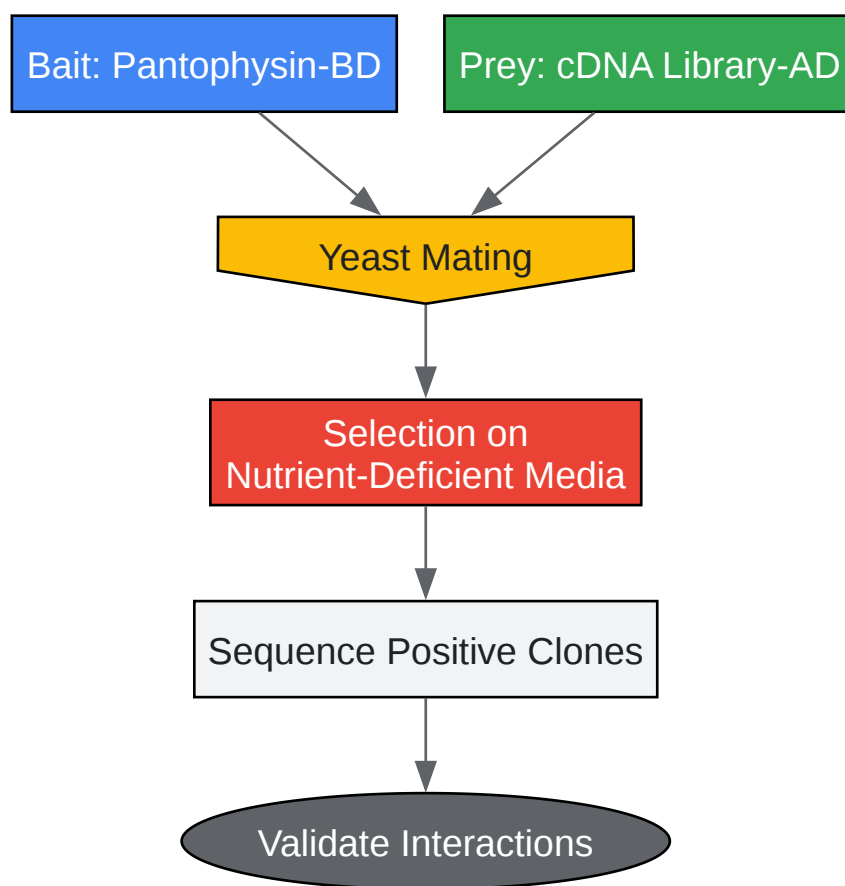 Bait: Pantophysin-BD
Prey: cDNA Library-AD
Yeast Mating
Selection on
Nutrient-Deficient Media
Sequence Positive Clones
Validate Interactions